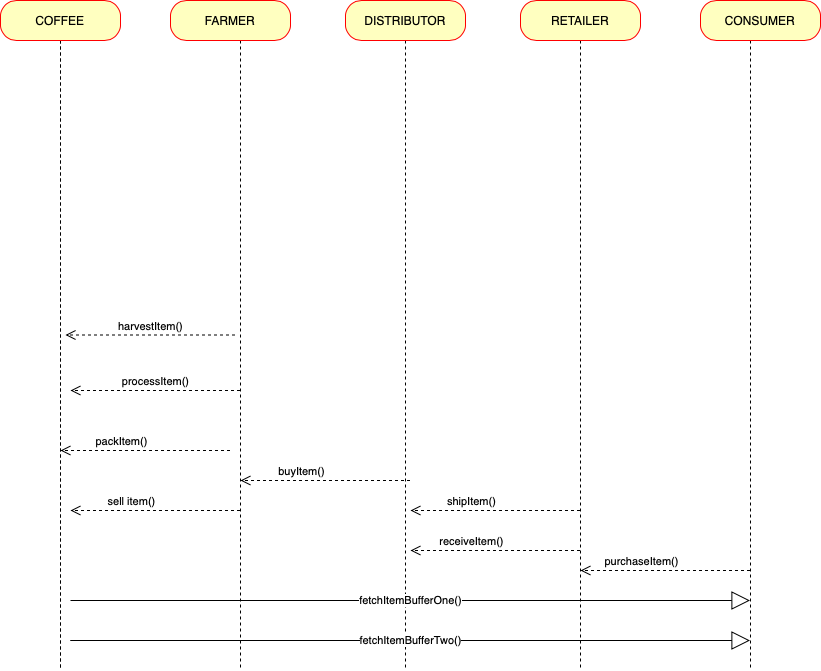 COFFEE
FARMER
DISTRIBUTOR
RETAILER
CONSUMER
harvestItem()
processItem()
packItem()
buyItem()
sell item()
shipItem()
receiveItem()
purchaseItem()
fetchItemBufferOne()
fetchItemBufferTwo()